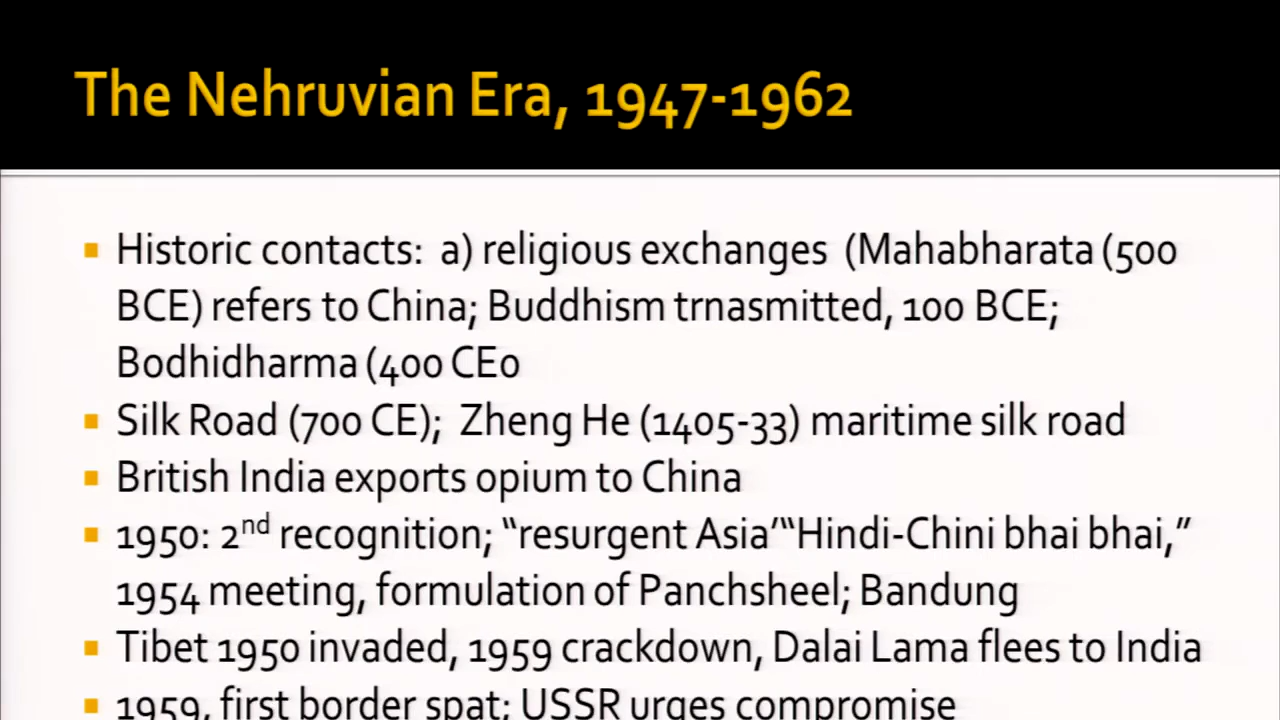 The Nehruvian Era, 1947-1962
Historic contacts: a) religious exchanges (Mahabharata (500
BCE) refers to China; Buddhism trnasmitted, 100 BCE;
Bodhidharma (400 CE0
Silk Road (700 CE); Zheng He (1405-33) maritime silk road
British India exports opium to China
1950: 2nd recognition; “resurgent Asia’“Hindi-Chini bhai bhai,”
1954 meeting, formulation of Panchsheel; Bandung
Tibet 1950 invaded, 1959 crackdown, Dalai Lama flees to India
1959, first border spat; USSR urges compromise